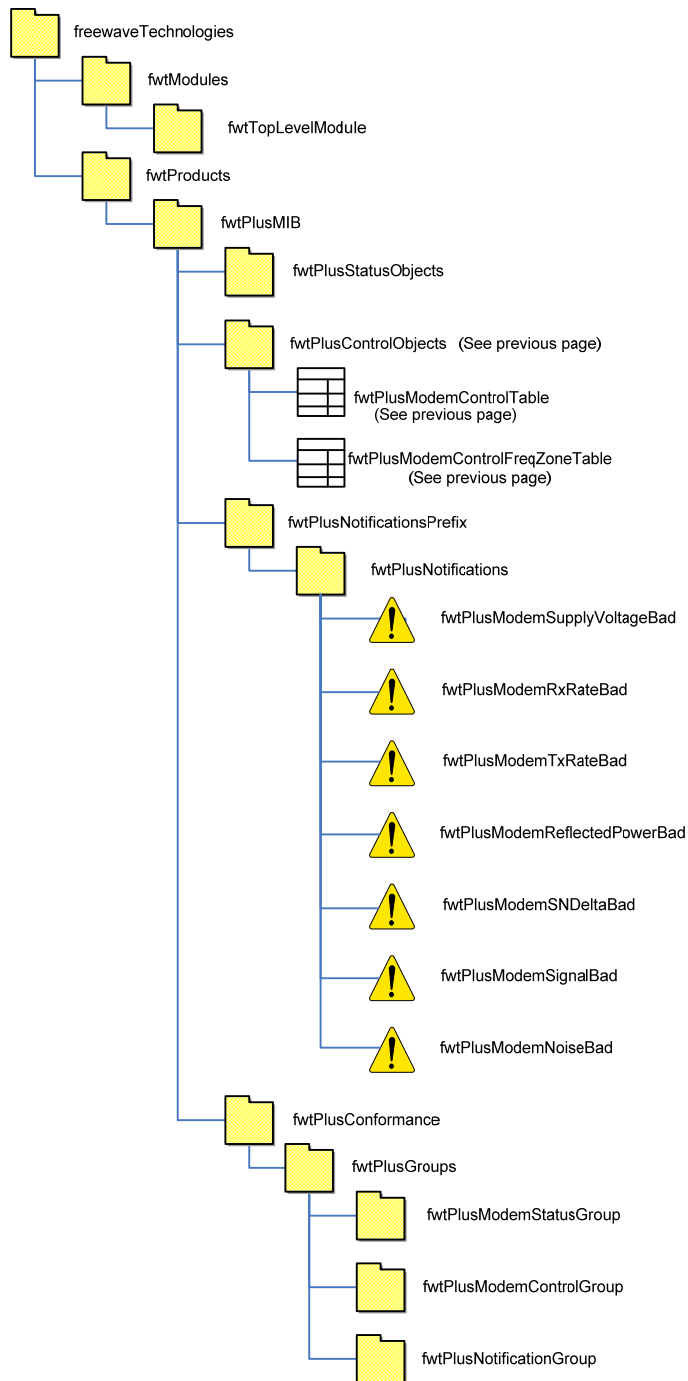 freewaveTechnologies
fwtModules
fwtTopLevelModule
fwtProducts
fwtPlusMIB
fwtPlusStatusObjects
fwtPlusControlObjects (See previous page)
fwtPlusModemControlTable
(See previous page)
fwtPlusModemControlFreqZoneTable
(See previous page)
fwtPlusNotificationsPrefix
fwtPlusNotifications
fwtPlusModemSupplyVoltageBad
fwtPlusModemRxRateBad
fwtPlusModemTxRateBad
fwtPlusModemReflectedPowerBad
fwtPlusModemSNDeltaBad
fwtPlusModemSignalBad
fwtPlusModemNoiseBad
fwtPlusConformance
fwtPlusGroups
fwtPlusModemStatusGroup
fwtPlusModemControlGroup
fwtPlusNotificationGroup